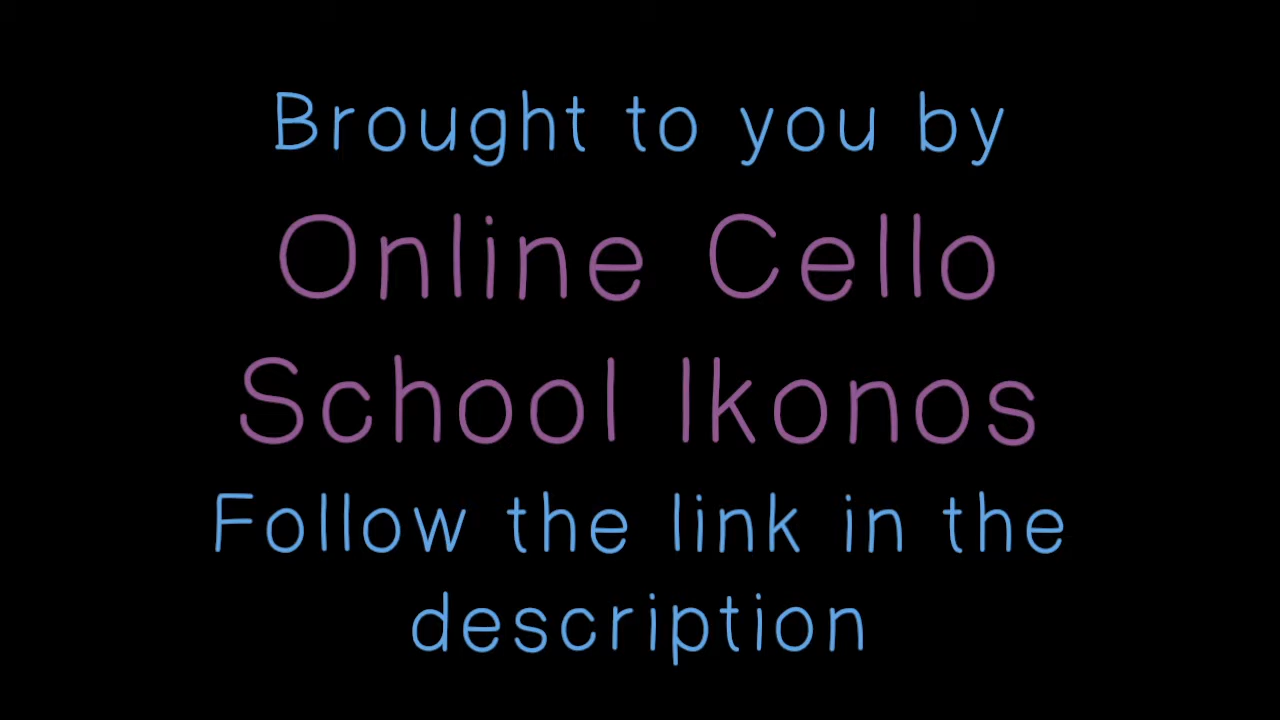 Brought to you by
Online Cello
School Ikonos
Follow the link in the
description